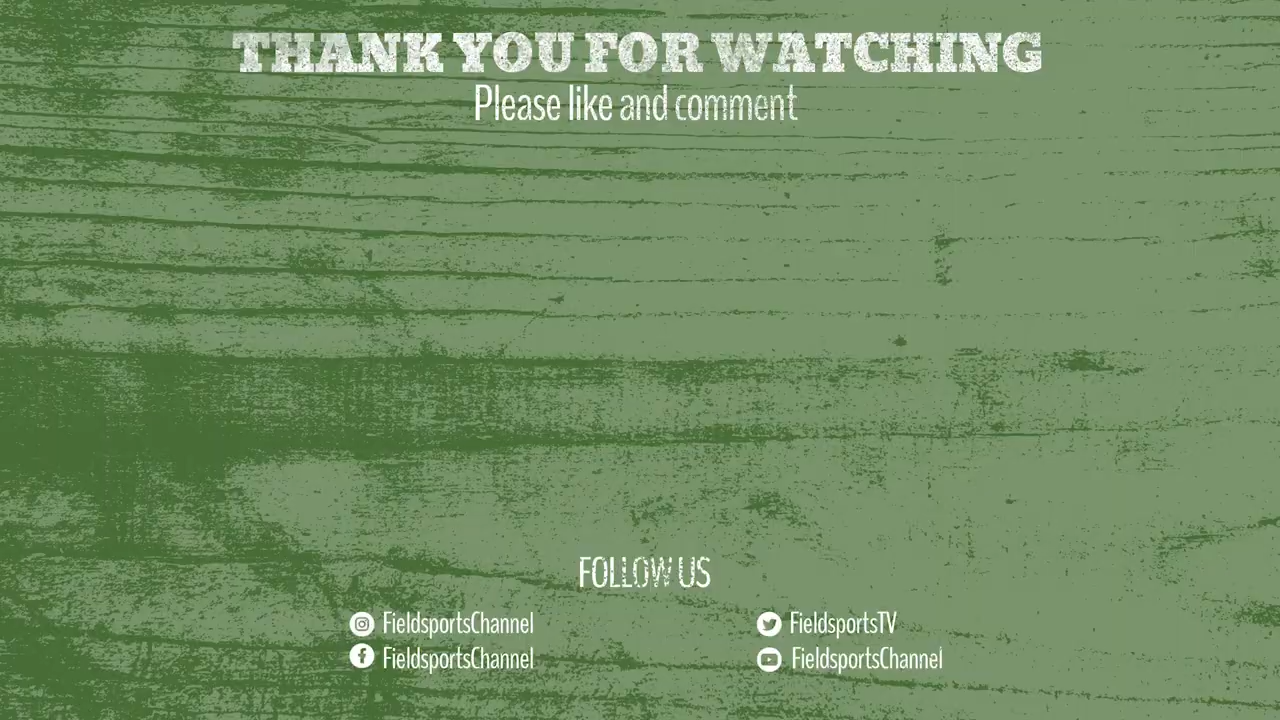 THANK YOU FOR WATCHING
Please like and comment
FOLLOW US
FieldsportsChannel
FieldsportsTV
FieldsportsChannel
FieldsportsChannel